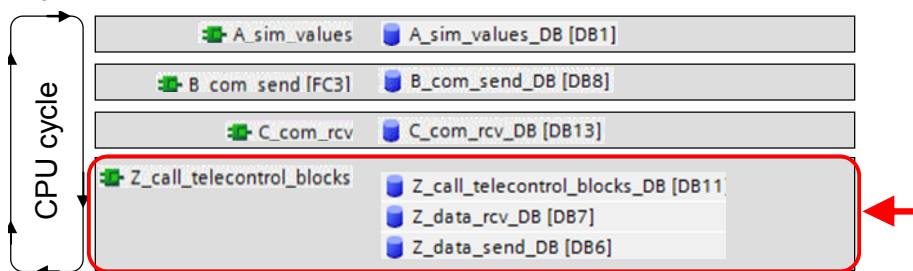 CPU cycle
A_sim_values A_sim_values_DB [DB1]
B_com_send [FC3] B_com_send_DB [DB8]
C_com_rcv C_com_rcv_DB [DB13]
Z_call_telecontrol_blocks Z_call_telecontrol_blocks_DB [DB11]
Z_data_rcv_DB [DB7]
Z_data_send_DB [DB6]